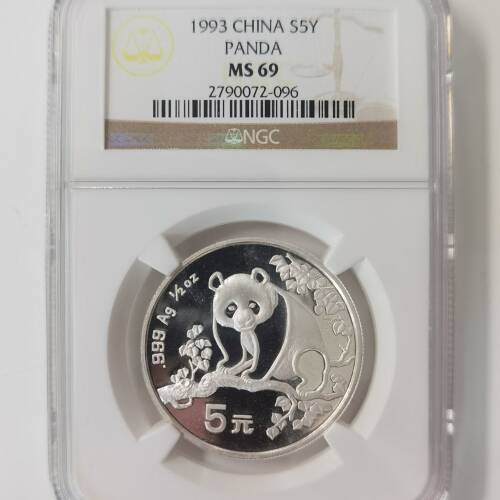 1993 CHINA S5Y
PANDA
MS 69
2790072-096
NGC
.999 Ag 1/2 oz
5元